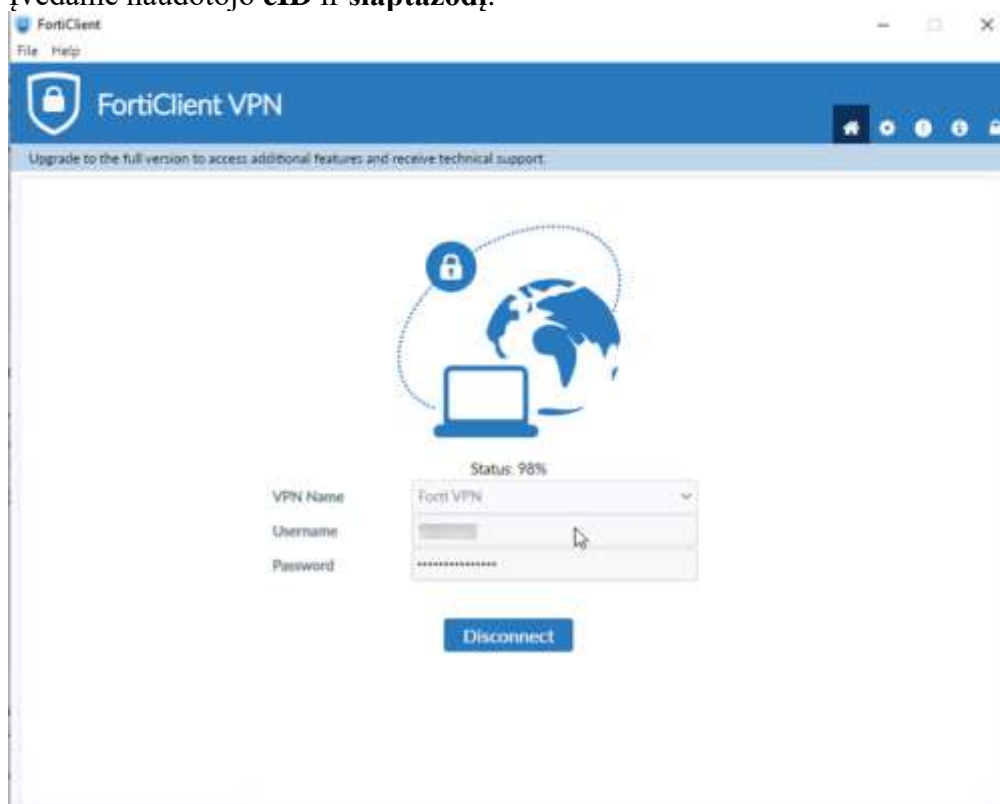 Įvedame naudotojo eID ir slaptažodį.
FortiClient
File Help
FortiClient VPN
Upgrade to the full version to access additional features and receive technical support.
Status: 98%
VPN Name Forti VPN
Username
Password ••••••••••••••••
Disconnect